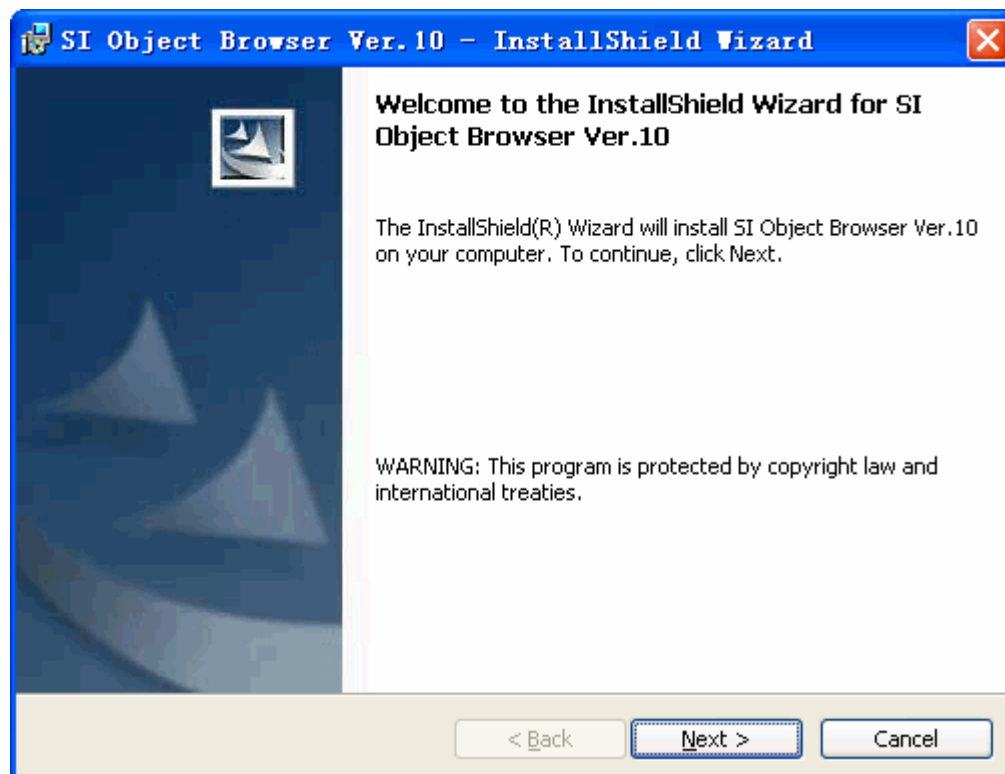 SI Object Browser Ver.10 - InstallShield Wizard
Welcome to the InstallShield Wizard for SI
Object Browser Ver.10
The InstallShield(R) Wizard will install SI Object Browser Ver.10
on your computer. To continue, click Next.
WARNING: This program is protected by copyright law and
international treaties.
< Back
Next >
Cancel